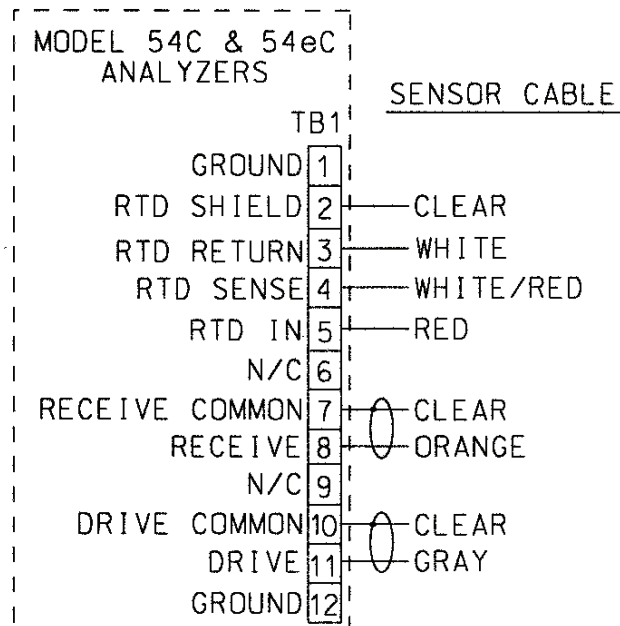 MODEL 54C & 54eC
ANALYZERS
SENSOR CABLE
TB1
GROUND 1
RTD SHIELD 2 CLEAR
RTD RETURN 3 WHITE
RTD SENSE 4 WHITE/RED
RTD IN 5 RED
N/C 6
RECEIVE COMMON 7 CLEAR
RECEIVE 8 ORANGE
N/C 9
DRIVE COMMON 10 CLEAR
DRIVE 11 GRAY
GROUND 12